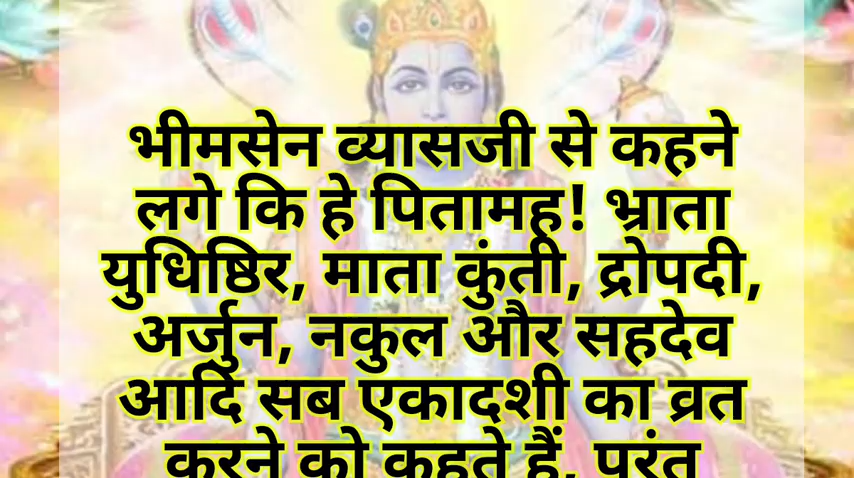 भीमसेन व्यासजी से कहने
लगे कि हे पितामह! भ्राता
युधिष्ठिर, माता कुंती, द्रोपदी,
अर्जुन, नकुल और सहदेव
आदि सब एकादशी का व्रत
करने को कहते हैं, परंतु